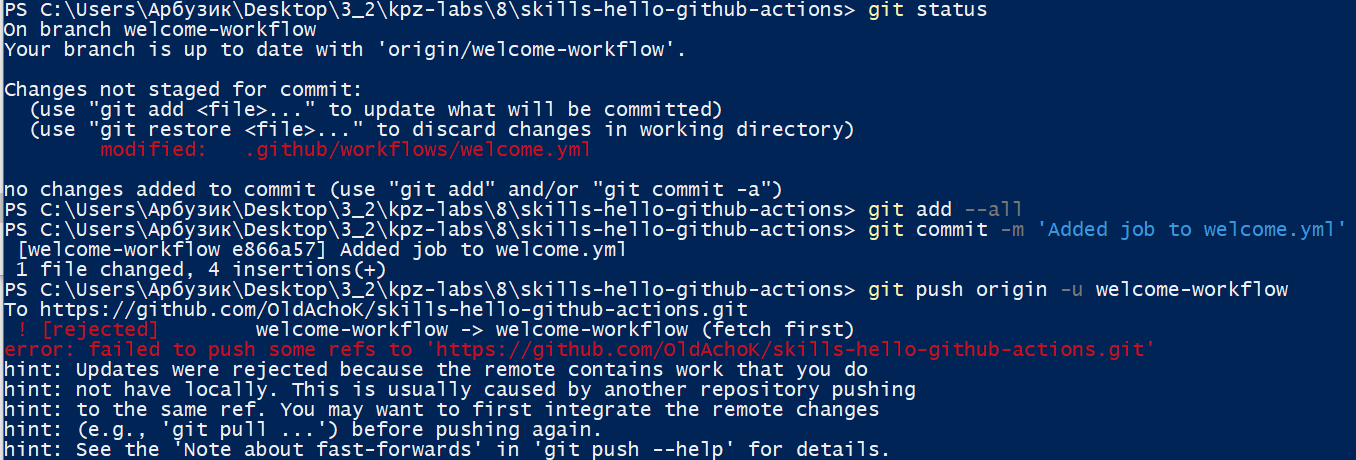 PS C:\Users\Арбузик\Desktop\3_2\kpz-labs\8\skills-hello-github-actions> git status
On branch welcome-workflow
Your branch is up to date with 'origin/welcome-workflow'.
Changes not staged for commit:
  (use "git add <file>..." to update what will be committed)
  (use "git restore <file>..." to discard changes in working directory)
        modified:   .github/workflows/welcome.yml
no changes added to commit (use "git add" and/or "git commit -a")
PS C:\Users\Арбузик\Desktop\3_2\kpz-labs\8\skills-hello-github-actions> git add --all
PS C:\Users\Арбузик\Desktop\3_2\kpz-labs\8\skills-hello-github-actions> git commit -m 'Added job to welcome.yml'
 [welcome-workflow e866a57] Added job to welcome.yml
 1 file changed, 4 insertions(+)
PS C:\Users\Арбузик\Desktop\3_2\kpz-labs\8\skills-hello-github-actions> git push origin -u welcome-workflow
To https://github.com/OldAchoK/skills-hello-github-actions.git
 ! [rejected]        welcome-workflow -> welcome-workflow (fetch first)
error: failed to push some refs to 'https://github.com/OldAchoK/skills-hello-github-actions.git'
hint: Updates were rejected because the remote contains work that you do
hint: not have locally. This is usually caused by another repository pushing
hint: to the same ref. You may want to first integrate the remote changes
hint: (e.g., 'git pull ...') before pushing again.
hint: See the 'Note about fast-forwards' in 'git push --help' for details.